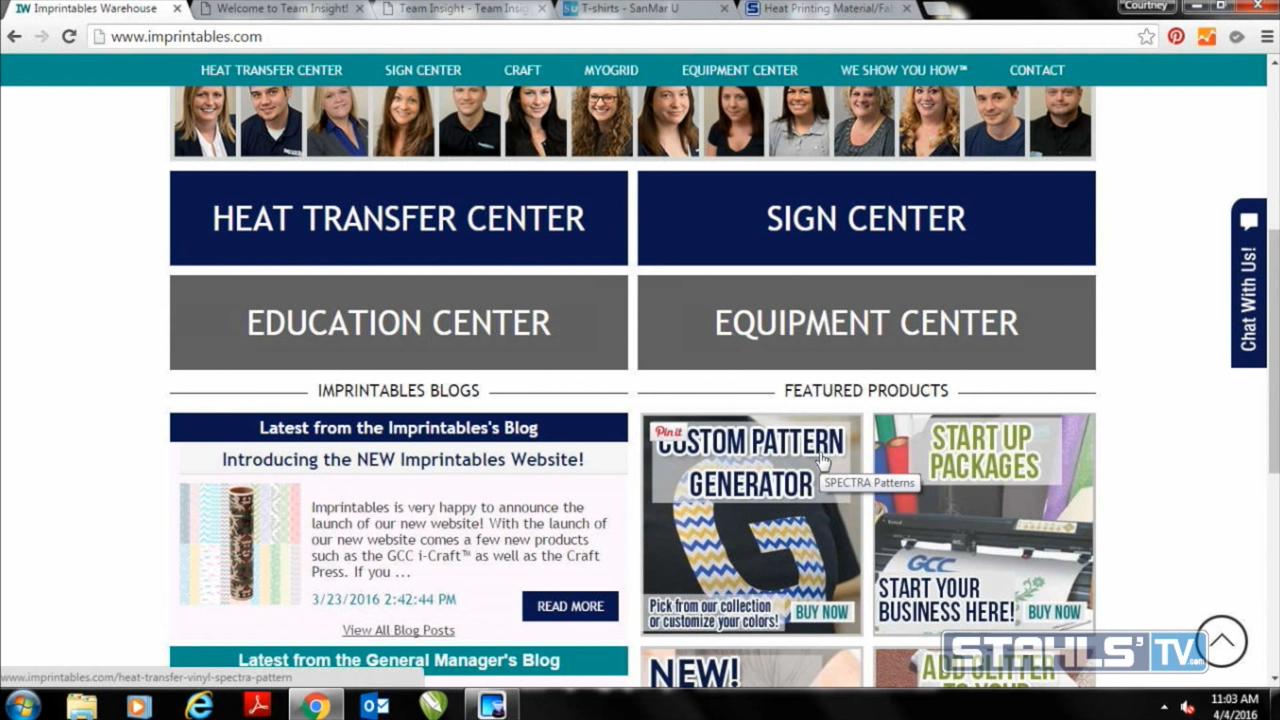 Imprintables Warehouse
Welcome to Team Insight!
Team Insight - Team Insig
T-shirts - SanMar U
Heat Printing Material/Fab
Courtney
www.imprintables.com
HEAT TRANSFER CENTER
SIGN CENTER
CRAFT
MYOGRID
EQUIPMENT CENTER
WE SHOW YOU HOW℠
CONTACT
HEAT TRANSFER CENTER
SIGN CENTER
EDUCATION CENTER
EQUIPMENT CENTER
Chat With Us!
IMPRINTABLES BLOGS
FEATURED PRODUCTS
Latest from the Imprintables's Blog
Introducing the NEW Imprintables Website!
Imprintables is very happy to announce the
launch of our new website! With the launch of
our new website comes a few new products
such as the GCC i-Craft™ as well as the Craft
Press. If you ...
3/23/2016 2:42:44 PM
READ MORE
View All Blog Posts
Latest from the General Manager's Blog
Pin it
CUSTOM PATTERN
GENERATOR
SPECTRA Patterns
Pick from our collection
or customize your colors!
BUY NOW
START UP
PACKAGES
GCC
START YOUR
BUSINESS HERE!
BUY NOW
NEW!
ADD GLITTER
TO YOUR
STAHLS' TV.com
www.imprintables.com/heat-transfer-vinyl-spectra-pattern
11:03 AM
4/4/2016